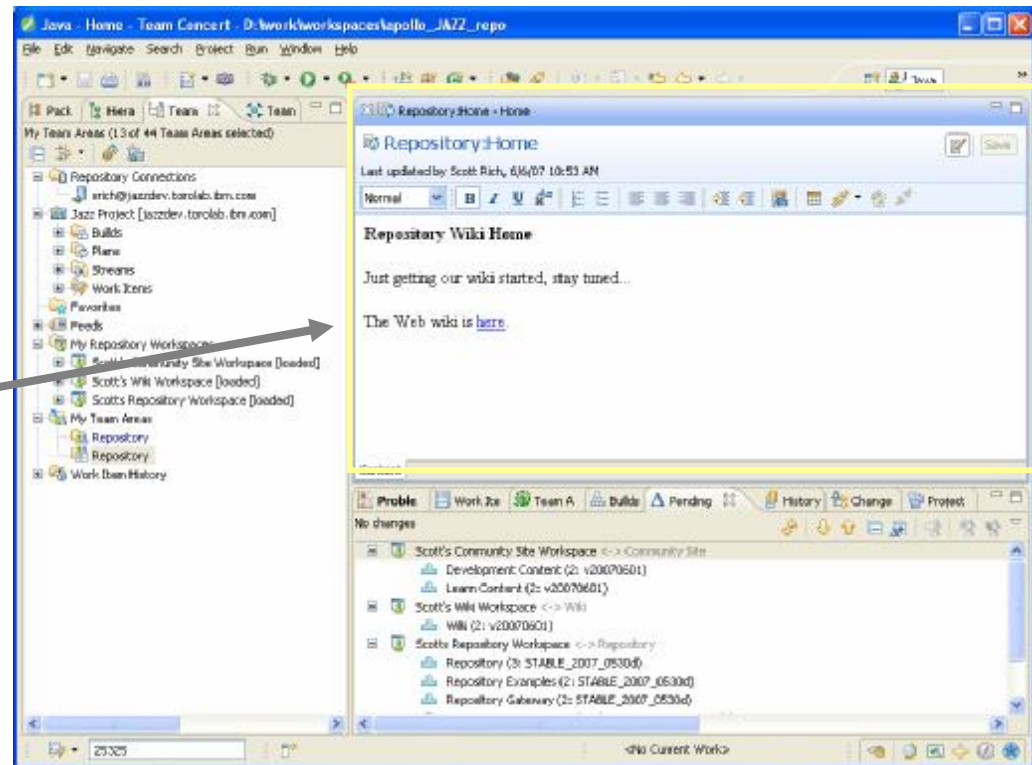 Java - Home - Team Concert - D:\work\workspaces\apollo_JAZZ_repo
File Edit Navigate Search Project Run Window Help
Java
Pack Hiera Team Team
My Team Areas (13 of 44 Team Areas selected)
Repository Connections
srich@jazzdev.torolab.ibm.com
Jazz Project [jazzdev.torolab.ibm.com]
Builds
Plans
Streams
Work Items
Favorites
Feeds
My Repository Workspaces
Scott's Community Site Workspace [loaded]
Scott's Wiki Workspace [loaded]
Scotts Repository Workspace [loaded]
My Team Areas
Repository
Repository
Work Item History
Repository:Home - Home
Repository:Home
Save
Last updated by Scott Rich, 6/6/07 10:53 AM
Normal B I U
Repository Wiki Home
Just getting our wiki started, stay tuned...
The Web wiki is here.
Proble Work Ite Team A Builds Pending History Change Project
No changes
Scott's Community Site Workspace <-> Community Site
Development Content (2: v20070601)
Learn Content (2: v20070601)
Scott's Wiki Workspace <-> Wiki
Wiki (2: v20070601)
Scotts Repository Workspace <-> Repository
Repository (3: STABLE_2007_0530d)
Repository Examples (2: STABLE_2007_0530d)
Repository Gateway (2: STABLE_2007_0530d)
25325
<No Current Work>